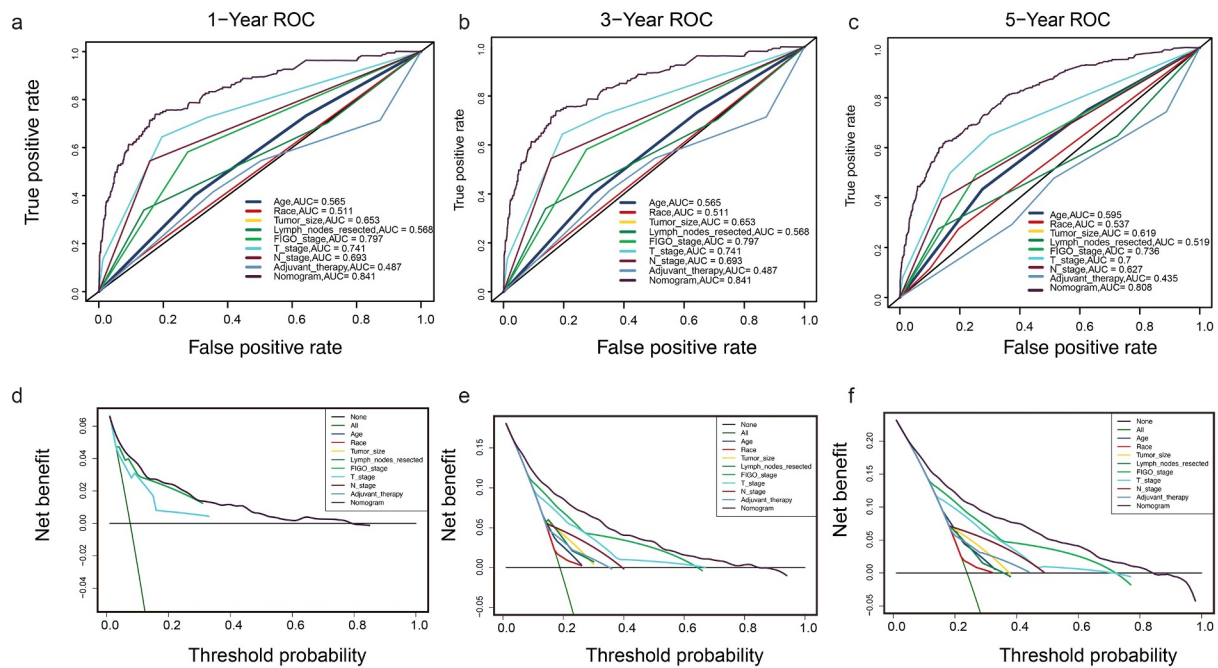 a
1-Year ROC
True positive rate
1.0
0.8
0.6
0.4
0.2
0.0
Age,AUC= 0.565
Race,AUC = 0.511
Tumor_size,AUC = 0.653
Lymph_nodes_resected,AUC = 0.568
FIGO_stage,AUC = 0.797
T_stage,AUC = 0.741
N_stage,AUC = 0.693
Adjuvant_therapy,AUC = 0.487
Nomogram,AUC= 0.841
0.0 0.2 0.4 0.6 0.8 1.0
False positive rate
b
3-Year ROC
True positive rate
1.0
0.8
0.6
0.4
0.2
0.0
Age,AUC = 0.565
Race,AUC = 0.511
Tumor_size,AUC = 0.653
Lymph_nodes_resected,AUC = 0.568
FIGO_stage,AUC = 0.797
T_stage,AUC = 0.741
N_stage,AUC = 0.693
Adjuvant_therapy,AUC = 0.487
Nomogram,AUC = 0.841
0.0 0.2 0.4 0.6 0.8 1.0
False positive rate
c
5-Year ROC
True positive rate
1.0
0.8
0.6
0.4
0.2
0.0
Age,AUC = 0.595
Race,AUC = 0.537
Tumor_size,AUC = 0.619
Lymph_nodes_resected,AUC = 0.519
FIGO_stage,AUC = 0.736
T_stage,AUC = 0.7
N_stage,AUC = 0.627
Adjuvant_therapy,AUC = 0.435
Nomogram,AUC= 0.808
0.0 0.2 0.4 0.6 0.8 1.0
False positive rate
d
Net benefit
0.06
0.04
0.02
0.00
-0.02
-0.04
None
All
Age
Race
Tumor_size
Lymph_nodes_resected
FIGO_stage
T_stage
N_stage
Adjuvant_therapy
Nomogram
0.0 0.2 0.4 0.6 0.8 1.0
Threshold probability
e
Net benefit
0.15
0.10
0.05
0.00
-0.05
None
All
Age
Race
Tumor_size
Lymph_nodes_resected
FIGO_stage
T_stage
N_stage
Adjuvant_therapy
Nomogram
0.0 0.2 0.4 0.6 0.8 1.0
Threshold probability
f
Net benefit
0.20
0.15
0.10
0.05
0.00
-0.05
None
All
Age
Race
Tumor_size
Lymph_nodes_resected
FIGO_stage
T_stage
N_stage
Adjuvant_therapy
Nomogram
0.0 0.2 0.4 0.6 0.8 1.0
Threshold probability